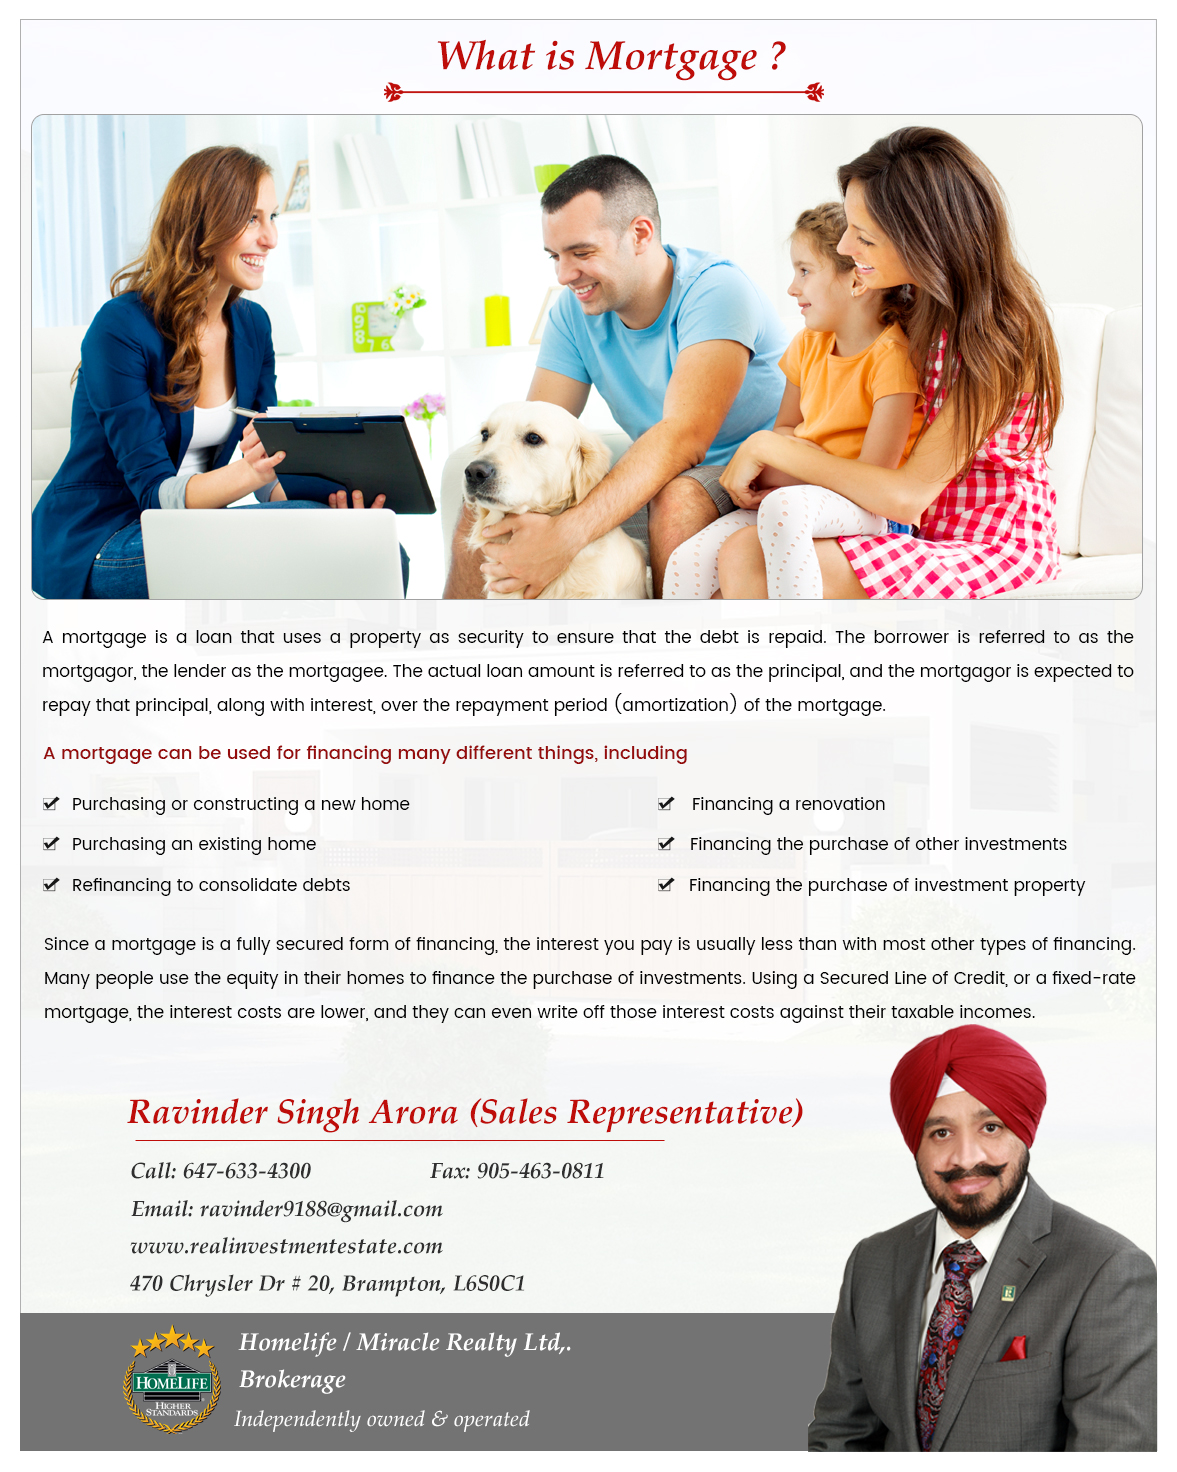 What is Mortgage ?
A mortgage is a loan that uses a property as security to ensure that the debt is repaid. The borrower is referred to as the
mortgagor, the lender as the mortgagee. The actual loan amount is referred to as the principal, and the mortgagor is expected to
repay that principal, along with interest, over the repayment period (amortization) of the mortgage.
A mortgage can be used for financing many different things, including
Purchasing or constructing a new home
Purchasing an existing home
Refinancing to consolidate debts
Financing a renovation
Financing the purchase of other investments
Financing the purchase of investment property
Since a mortgage is a fully secured form of financing, the interest you pay is usually less than with most other types of financing.
Many people use the equity in their homes to finance the purchase of investments. Using a Secured Line of Credit, or a fixed-rate
mortgage, the interest costs are lower, and they can even write off those interest costs against their taxable incomes.
Ravinder Singh Arora (Sales Representative)
Call: 647-633-4300 Fax: 905-463-0811
Email: ravinder9188@gmail.com
www.realinvestmentestate.com
470 Chrysler Dr # 20, Brampton, L6S0C1
HOMELIFE
HIGHER
STANDARDS
Homelife / Miracle Realty Ltd,.
Brokerage
Independently owned & operated